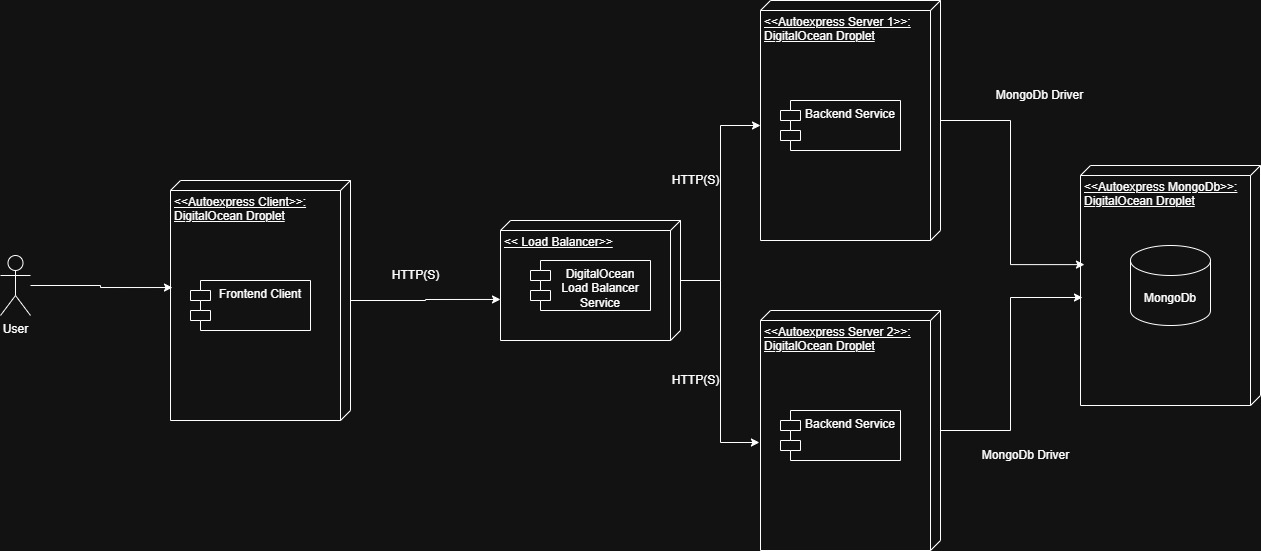 <<Autoexpress Server 1>>:
DigitalOcean Droplet
Backend Service
MongoDb Driver
HTTP(S)
<<Autoexpress MongoDb>>:
DigitalOcean Droplet
MongoDb
<<Autoexpress Client>>:
DigitalOcean Droplet
Frontend Client
HTTP(S)
<< Load Balancer>>
DigitalOcean
Load Balancer
Service
User
<<Autoexpress Server 2>>:
DigitalOcean Droplet
HTTP(S)
Backend Service
MongoDb Driver